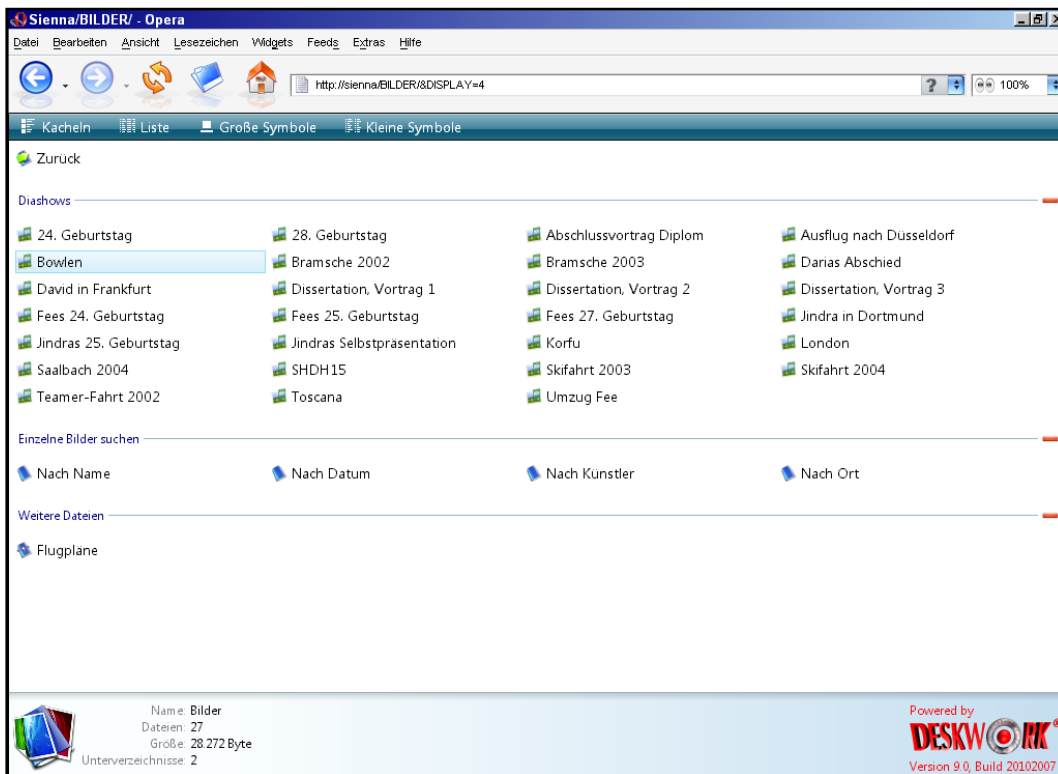 Sienna/BILDER/ - Opera
Datei Bearbeiten Ansicht Lesezeichen Widgets Feeds Extras Hilfe
http://sienna/BILDER/&DISPLAY=4 ? 100%
Kacheln Liste Große Symbole Kleine Symbole
Zurück
Diashows
24. Geburtstag 28. Geburtstag Abschlussvortrag Diplom Ausflug nach Düsseldorf
Bowlen Bramsche 2002 Bramsche 2003 Darias Abschied
David in Frankfurt Dissertation, Vortrag 1 Dissertation, Vortrag 2 Dissertation, Vortrag 3
Fees 24. Geburtstag Fees 25. Geburtstag Fees 27. Geburtstag Jindra in Dortmund
Jindras 25. Geburtstag Jindras Selbstpräsentation Korfu London
Saalbach 2004 SHDH15 Skifahrt 2003 Skifahrt 2004
Teamer-Fahrt 2002 Toscana Umzug Fee
Einzelne Bilder suchen
Nach Name Nach Datum Nach Künstler Nach Ort
Weitere Dateien
Flugpläne
Name: Bilder
Dateien: 27
Größe: 28.272 Byte
Unterverzeichnisse: 2
Powered by
DESKWORK®
Version 9.0, Build 20102007